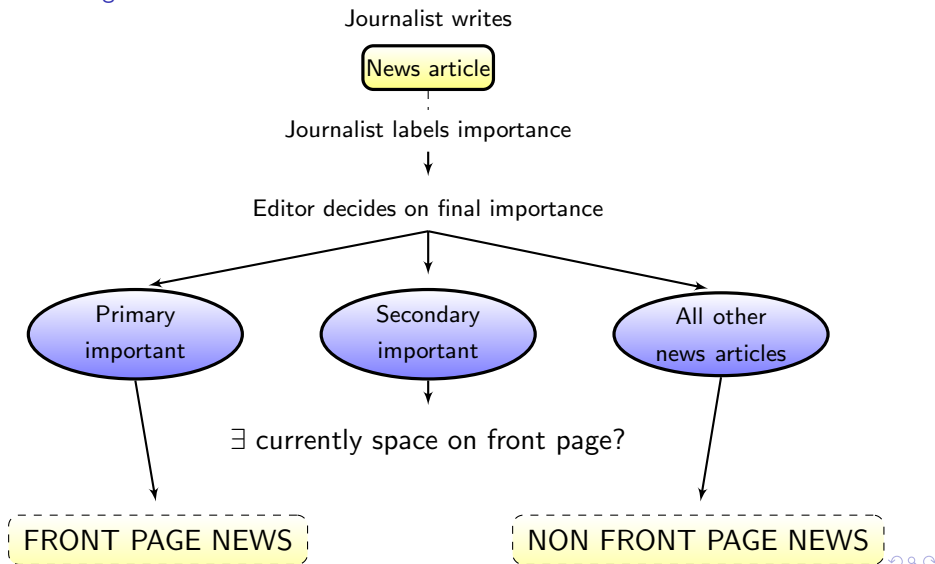 Journalist writes
News article
Journalist labels importance
Editor decides on final importance
Primary
important
Secondary
important
All other
news articles
∃ currently space on front page?
FRONT PAGE NEWS
NON FRONT PAGE NEWS